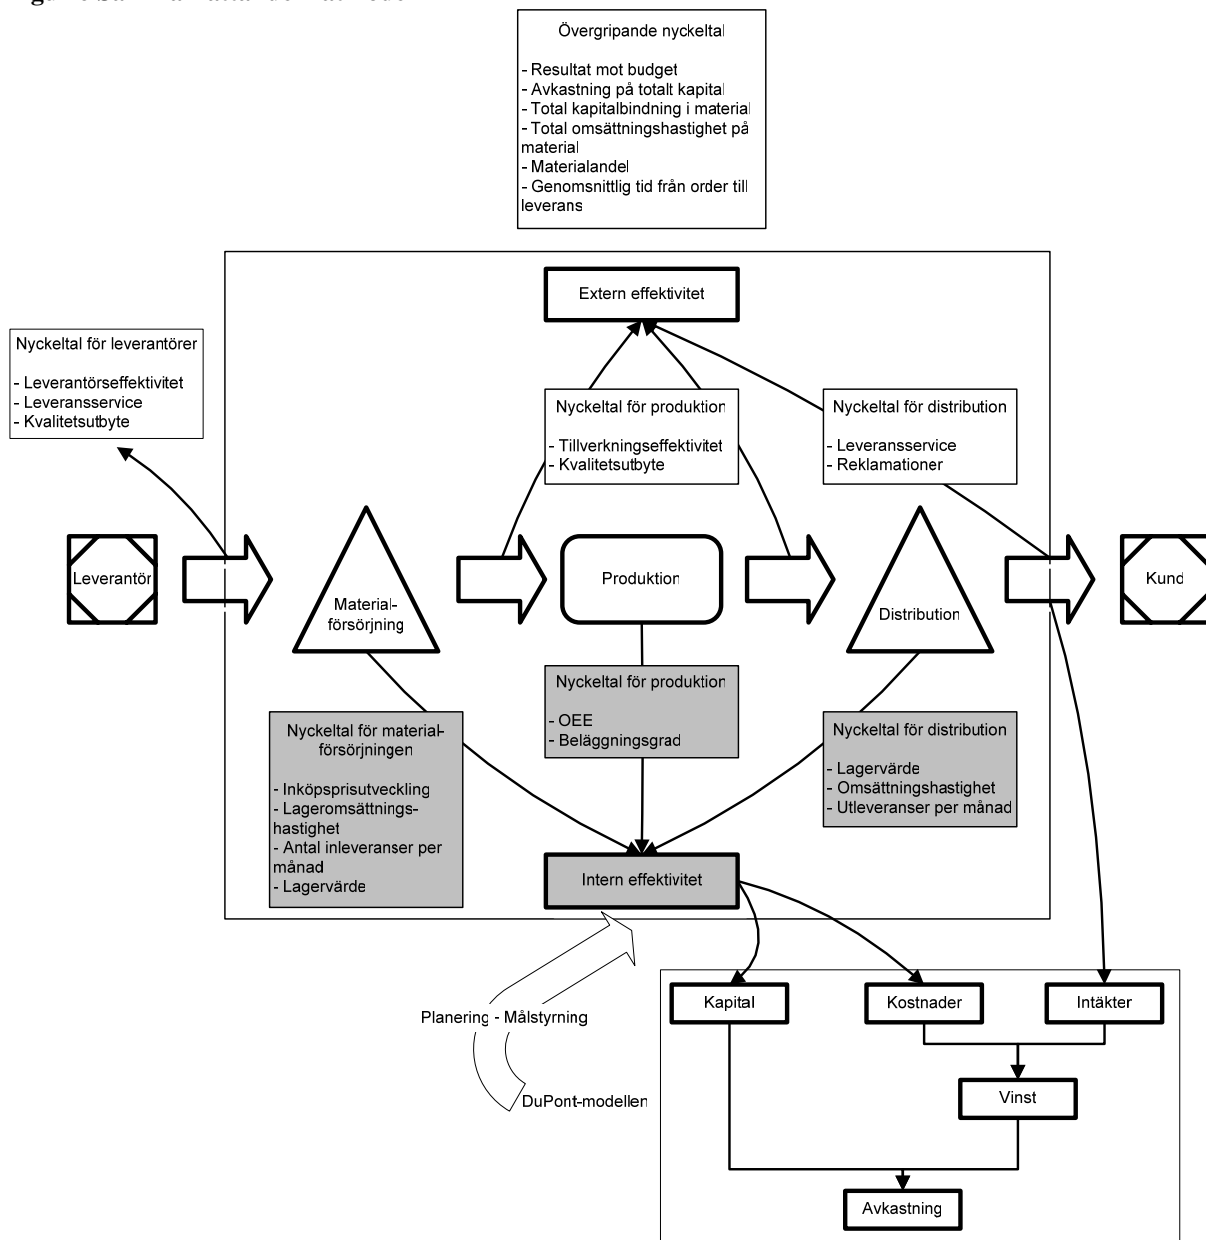 Övergripande nyckeltal
- Resultat mot budget
- Avkastning på totalt kapital
- Total kapitalbindning i material
- Total omsättningshastighet på
material
- Materialandel
- Genomsnittlig tid från order till
leverans
Extern effektivitet
Nyckeltal för leverantörer
- Leverantörseffektivitet
- Leveransservice
- Kvalitetsutbyte
Nyckeltal för produktion
- Tillverkningseffektivitet
- Kvalitetsutbyte
Nyckeltal för distribution
- Leveransservice
- Reklamationer
Leverantör
Material-
försörjning
Produktion
Distribution
Kund
Nyckeltal för material-
försörjningen
- Inköpsprisutveckling
- Lageromsättnings-
hastighet
- Antal inleveranser per
månad
- Lagervärde
Nyckeltal för produktion
- OEE
- Beläggningsgrad
Nyckeltal för distribution
- Lagervärde
- Omsättningshastighet
- Utleveranser per månad
Intern effektivitet
Planering - Målstyrning
DuPont-modellen
Kapital
Kostnader
Intäkter
Vinst
Avkastning